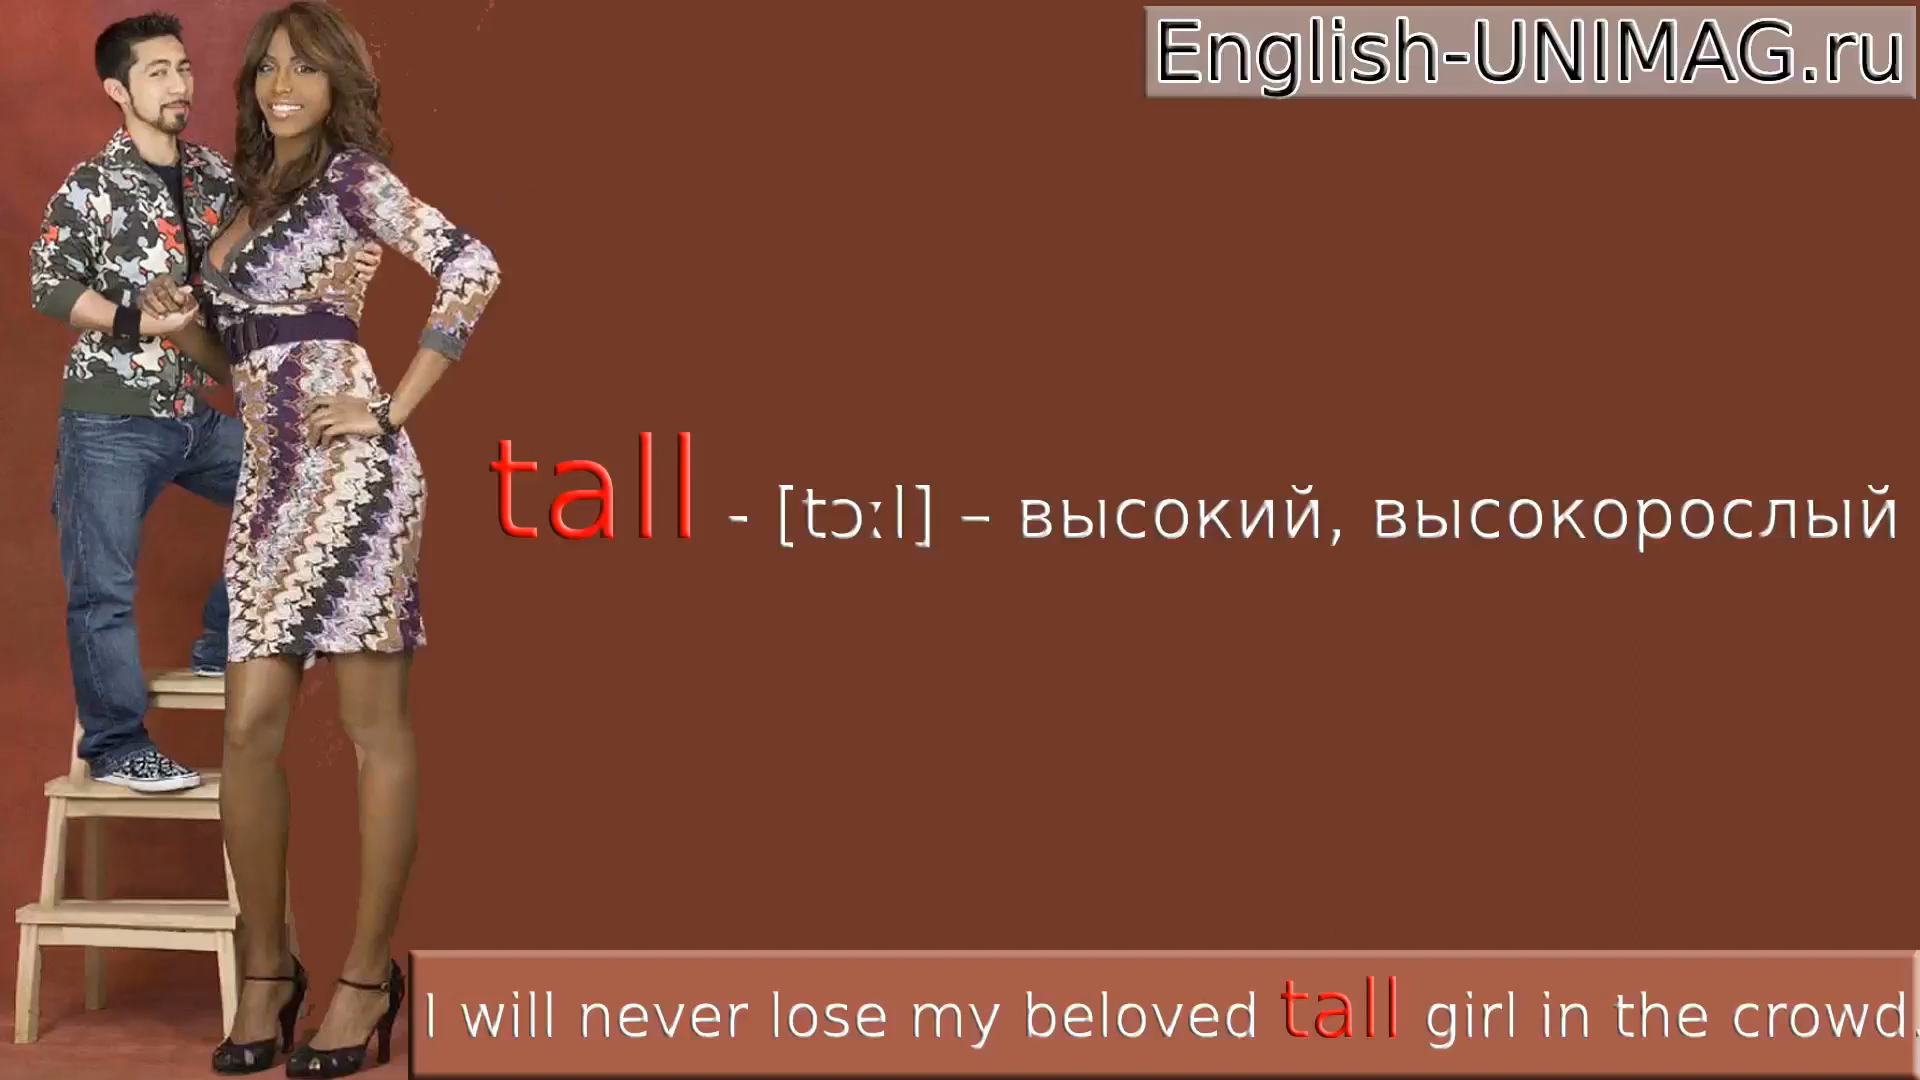 English-UNIMAG.ru
tall - [tɔːl] – высокий, высокорослый
I will never lose my beloved tall girl in the crowd.